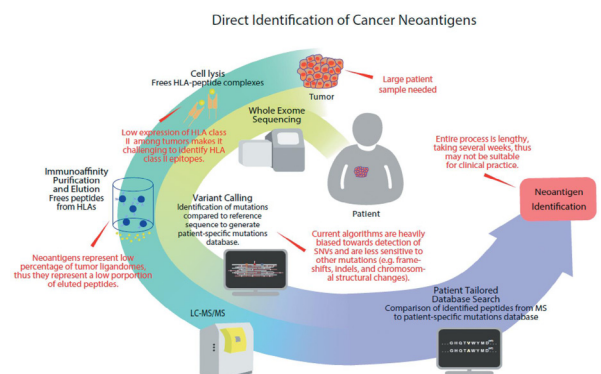 Direct Identification of Cancer Neoantigens
Cell lysis
Frees HLA-peptide complexes
Tumor
Large patient
sample needed
Whole Exome
Sequencing
Low expression of HLA class
II among tumors makes it
challenging to identify HLA
class II epitopes.
Entire process is lengthy,
taking several weeks, thus
may not be suitable
for clinical practice.
Immunoaffinity
Purification
and Elution
Frees peptides
from HLAs
Variant Calling
Identification of mutations
compared to reference
sequence to generate
patient-specific mutations
database.
Patient
Neoantigen
Identification
Neoantigens represent low
percentage of tumor ligandomes,
thus they represent a low portion
of eluted peptides.
Current algorithms are heavily
biased towards detection of
SNVs and are less sensitive to
other mutations (e.g. frame-
shifts, indels, and chromosom-
al structural changes).
LC-MS/MS
Patient Tailored
Database Search
Comparison of identified peptides from MS
to patient-specific mutations database